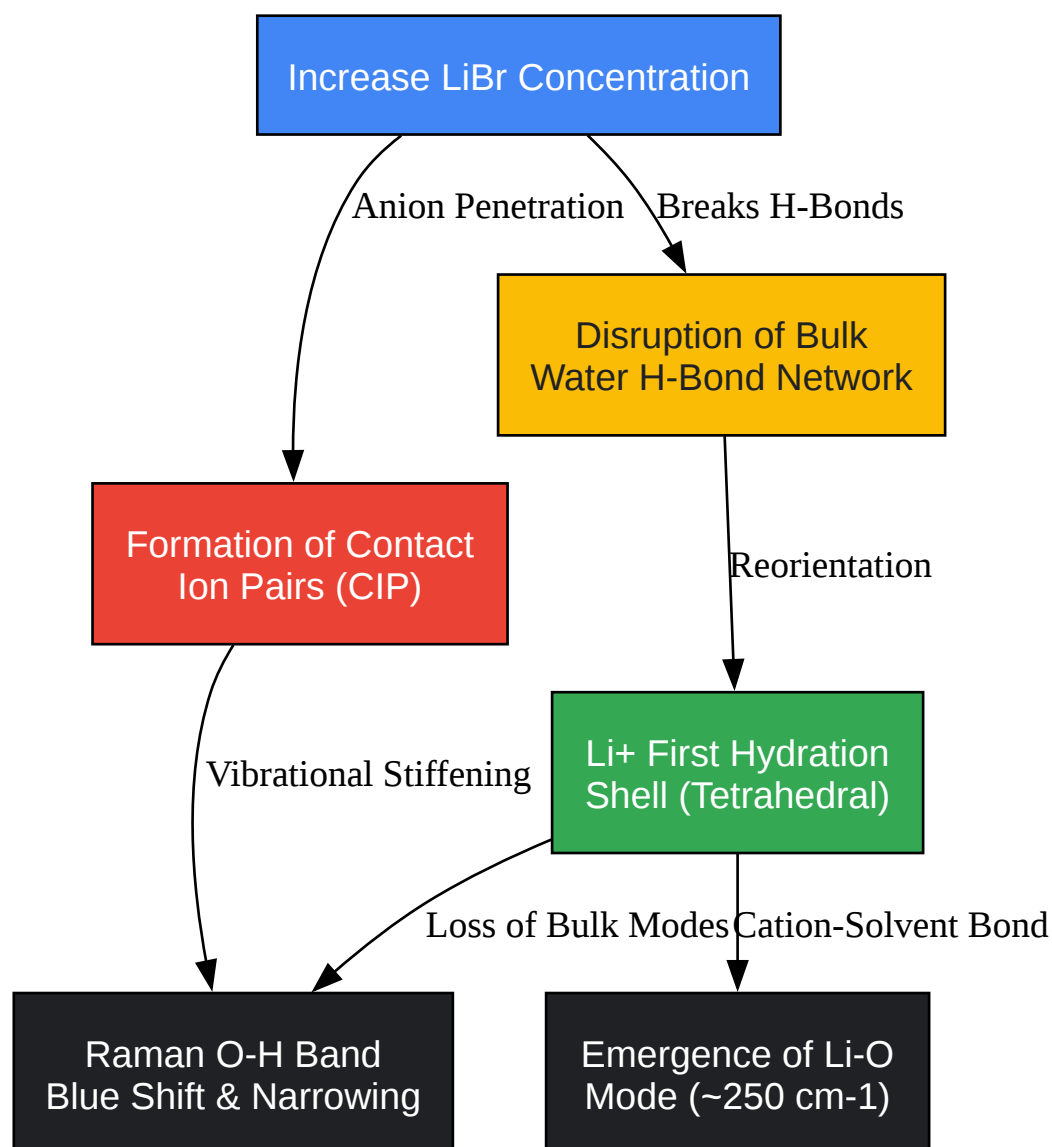 Increase LiBr Concentration
Anion Penetration
Breaks H-Bonds
Disruption of Bulk
Water H-Bond Network
Formation of Contact
Ion Pairs (CIP)
Reorientation
Li+ First Hydration
Shell (Tetrahedral)
Vibrational Stiffening
Loss of Bulk Modes
Cation-Solvent Bond
Raman O-H Band
Blue Shift & Narrowing
Emergence of Li-O
Mode (~250 cm-1)